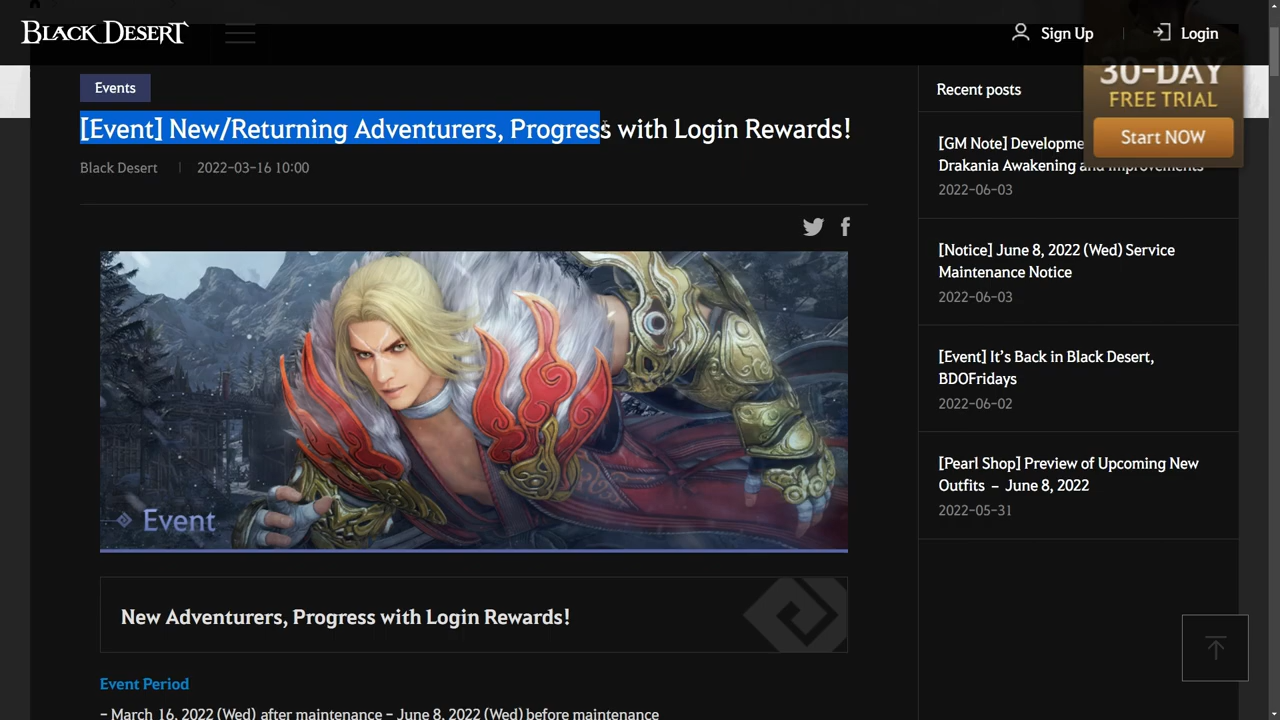 BLACK DESERT
Sign Up
Login
30-DAY
FREE TRIAL
Start NOW
Events
[Event] New/Returning Adventurers, Progress with Login Rewards!
Black Desert
2022-03-16 10:00
Event
New Adventurers, Progress with Login Rewards!
Event Period
- March 16, 2022 (Wed) after maintenance - June 8, 2022 (Wed) before maintenance
Recent posts
[GM Note]
Drakania Awakening and Improvements
2022-06-03
[Notice] June 8, 2022 (Wed) Service
Maintenance Notice
2022-06-03
[Event] It's Back in Black Desert,
BDOFridays
2022-06-02
[Pearl Shop] Preview of Upcoming New
Outfits – June 8, 2022
2022-05-31